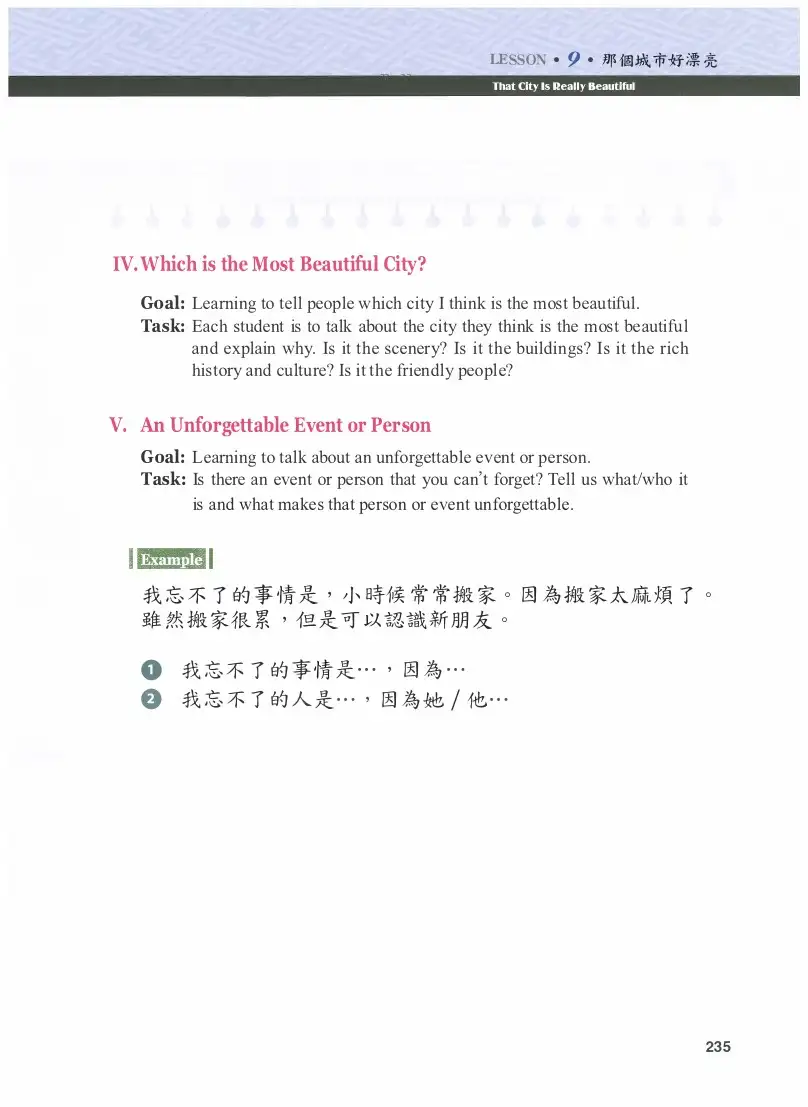 LESSON • 9 • 那個城市好漂亮
That City Is Really Beautiful
IV. Which is the Most Beautiful City?
Goal: Learning to tell people which city I think is the most beautiful.
Task: Each student is to talk about the city they think is the most beautiful
and explain why. Is it the scenery? Is it the buildings? Is it the rich
history and culture? Is it the friendly people?
V. An Unforgettable Event or Person
Goal: Learning to talk about an unforgettable event or person.
Task: Is there an event or person that you can't forget? Tell us what/who it
is and what makes that person or event unforgettable.
Example
我忘不了的事情是，小時候常常搬家。因為搬家太麻煩了。
雖然搬家很累，但是可以認識新朋友。
1 我忘不了的事情是…，因為…
2 我忘不了的人是…，因為她 / 他…
235